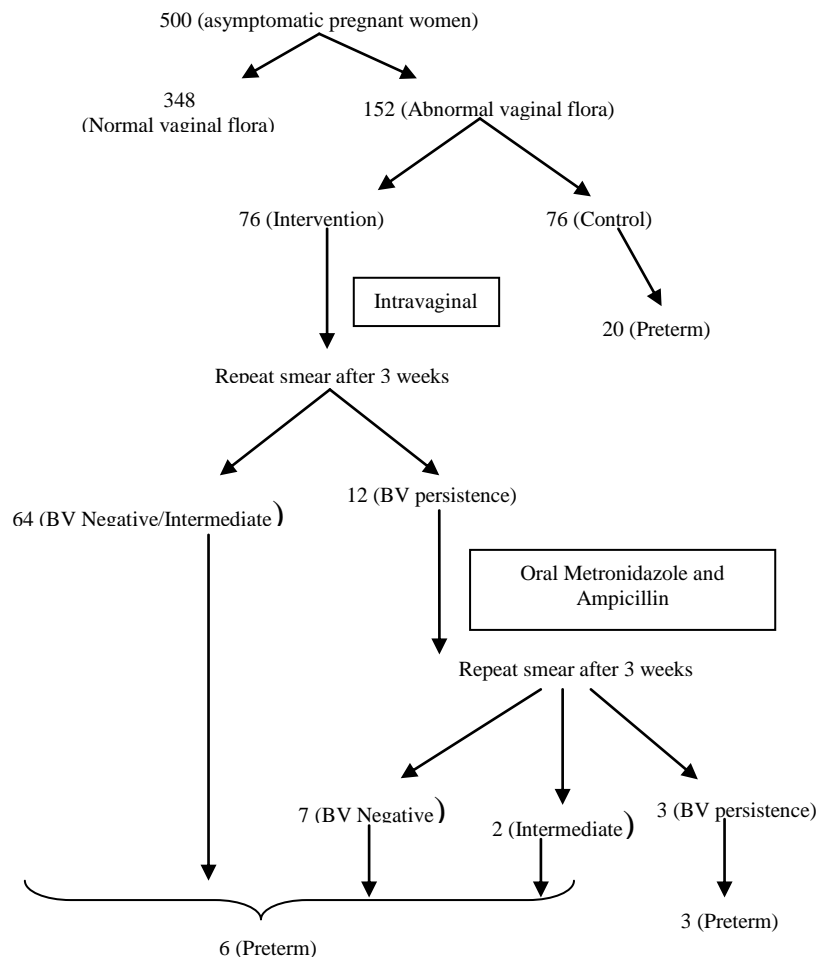 500 (asymptomatic pregnant women)
348
(Normal vaginal flora)
152 (Abnormal vaginal flora)
76 (Intervention)
76 (Control)
Intravaginal
20 (Preterm)
Repeat smear after 3 weeks
64 (BV Negative/Intermediate)
12 (BV persistence)
Oral Metronidazole and
Ampicillin
Repeat smear after 3 weeks
7 (BV Negative)
2 (Intermediate)
3 (BV persistence)
3 (Preterm)
6 (Preterm)